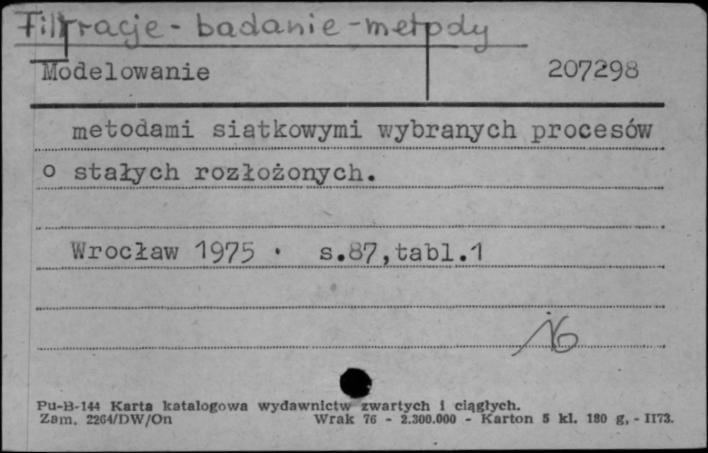 Filtracje - badanie - metody
Modelowanie 207298
metodami siatkowymi wybranych procesów
o stałych rozłożonych.
Wrocław 1975 · s.87,tabl.1
Pu-B-144 Karta katalogowa wydawnictw zwartych i ciągłych.
Zam. 2264/DW/On Wrak 76 - 2.300.000 - Karton 5 kl. 180 g, - II73.